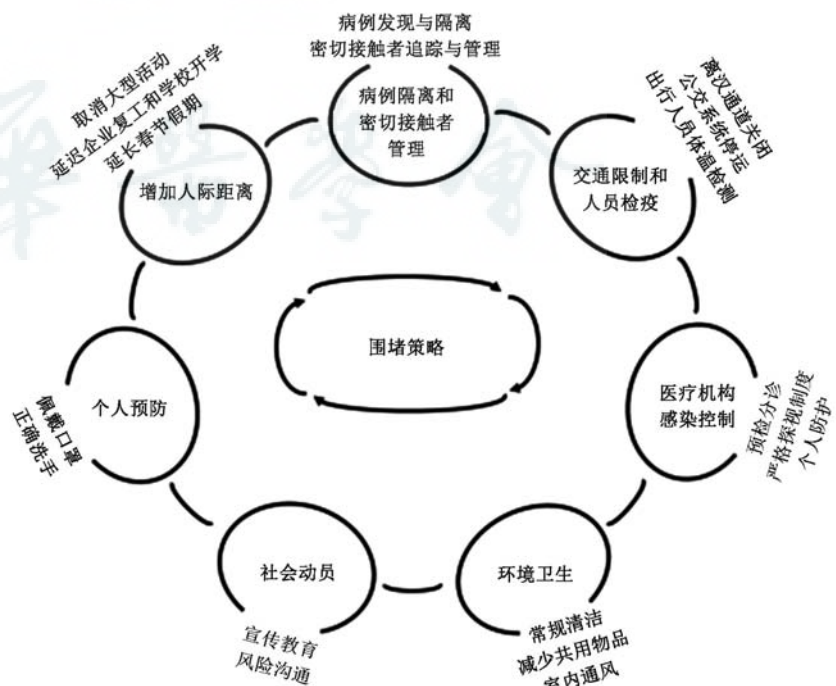 病例发现与隔离
密切接触者追踪与管理
病例隔离和
密切接触者
管理
离汉通道关闭
公交系统停运
出行人员体温检测
交通限制和
人员检疫
医疗机构
感染控制
预检分诊
严格探视制度
个人防护
环境卫生
常规清洁
减少共用物品
室内通风
社会动员
宣传教育
风险沟通
个人预防
佩戴口罩
正确洗手
取消大型活动
延迟企业复工和学校开学
延长春节假期
增加人际距离
围堵策略